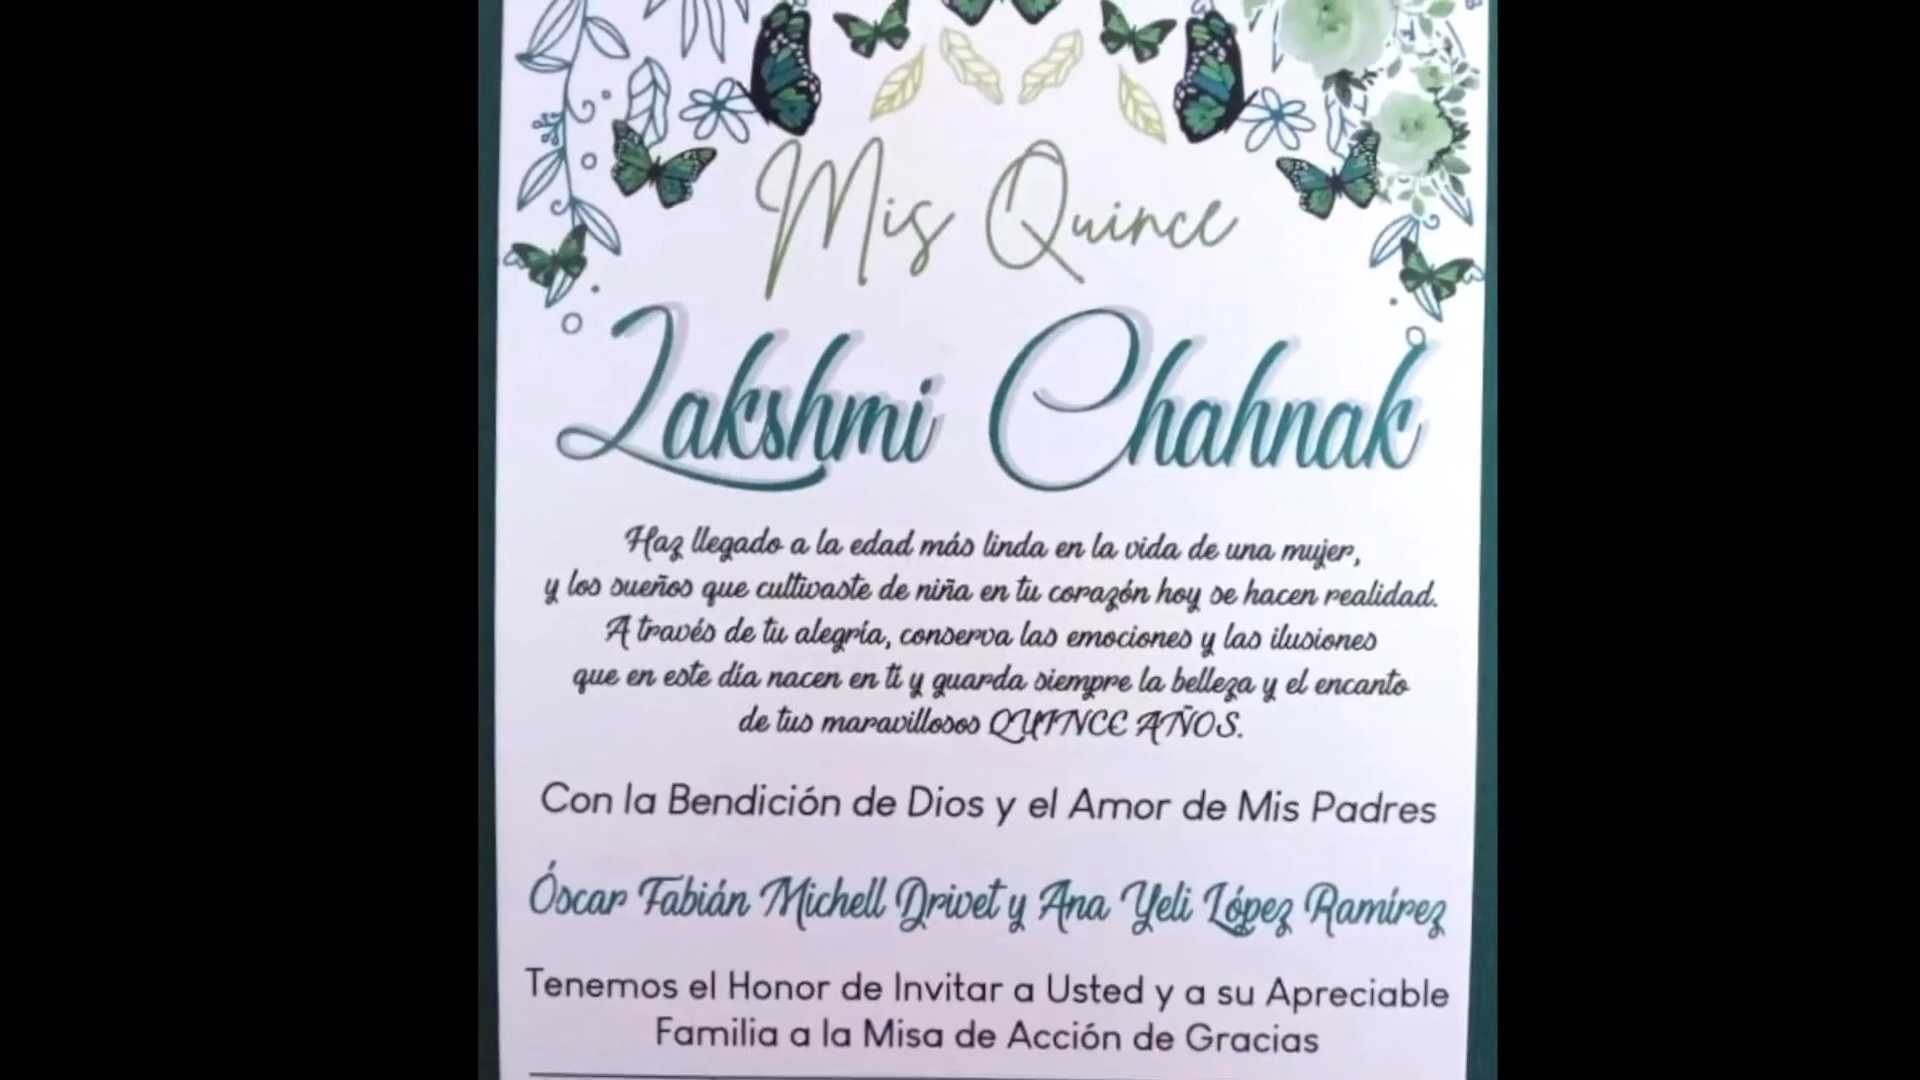 Mis Quince
Lakshmi Chahnak
Haz llegado a la edad más linda en la vida de una mujer,
y los sueños que cultivaste de niña en tu corazón hoy se hacen realidad.
A través de tu alegría, conserva las emociones y las ilusiones
que en este día nacen en ti y guarda siempre la belleza y el encanto
de tus maravillosos QUINCE AÑOS.
Con la Bendición de Dios y el Amor de Mis Padres
Óscar Fabián Michell Drivet y Ana Yeli López Ramírez
Tenemos el Honor de Invitar a Usted y a su Apreciable
Familia a la Misa de Acción de Gracias